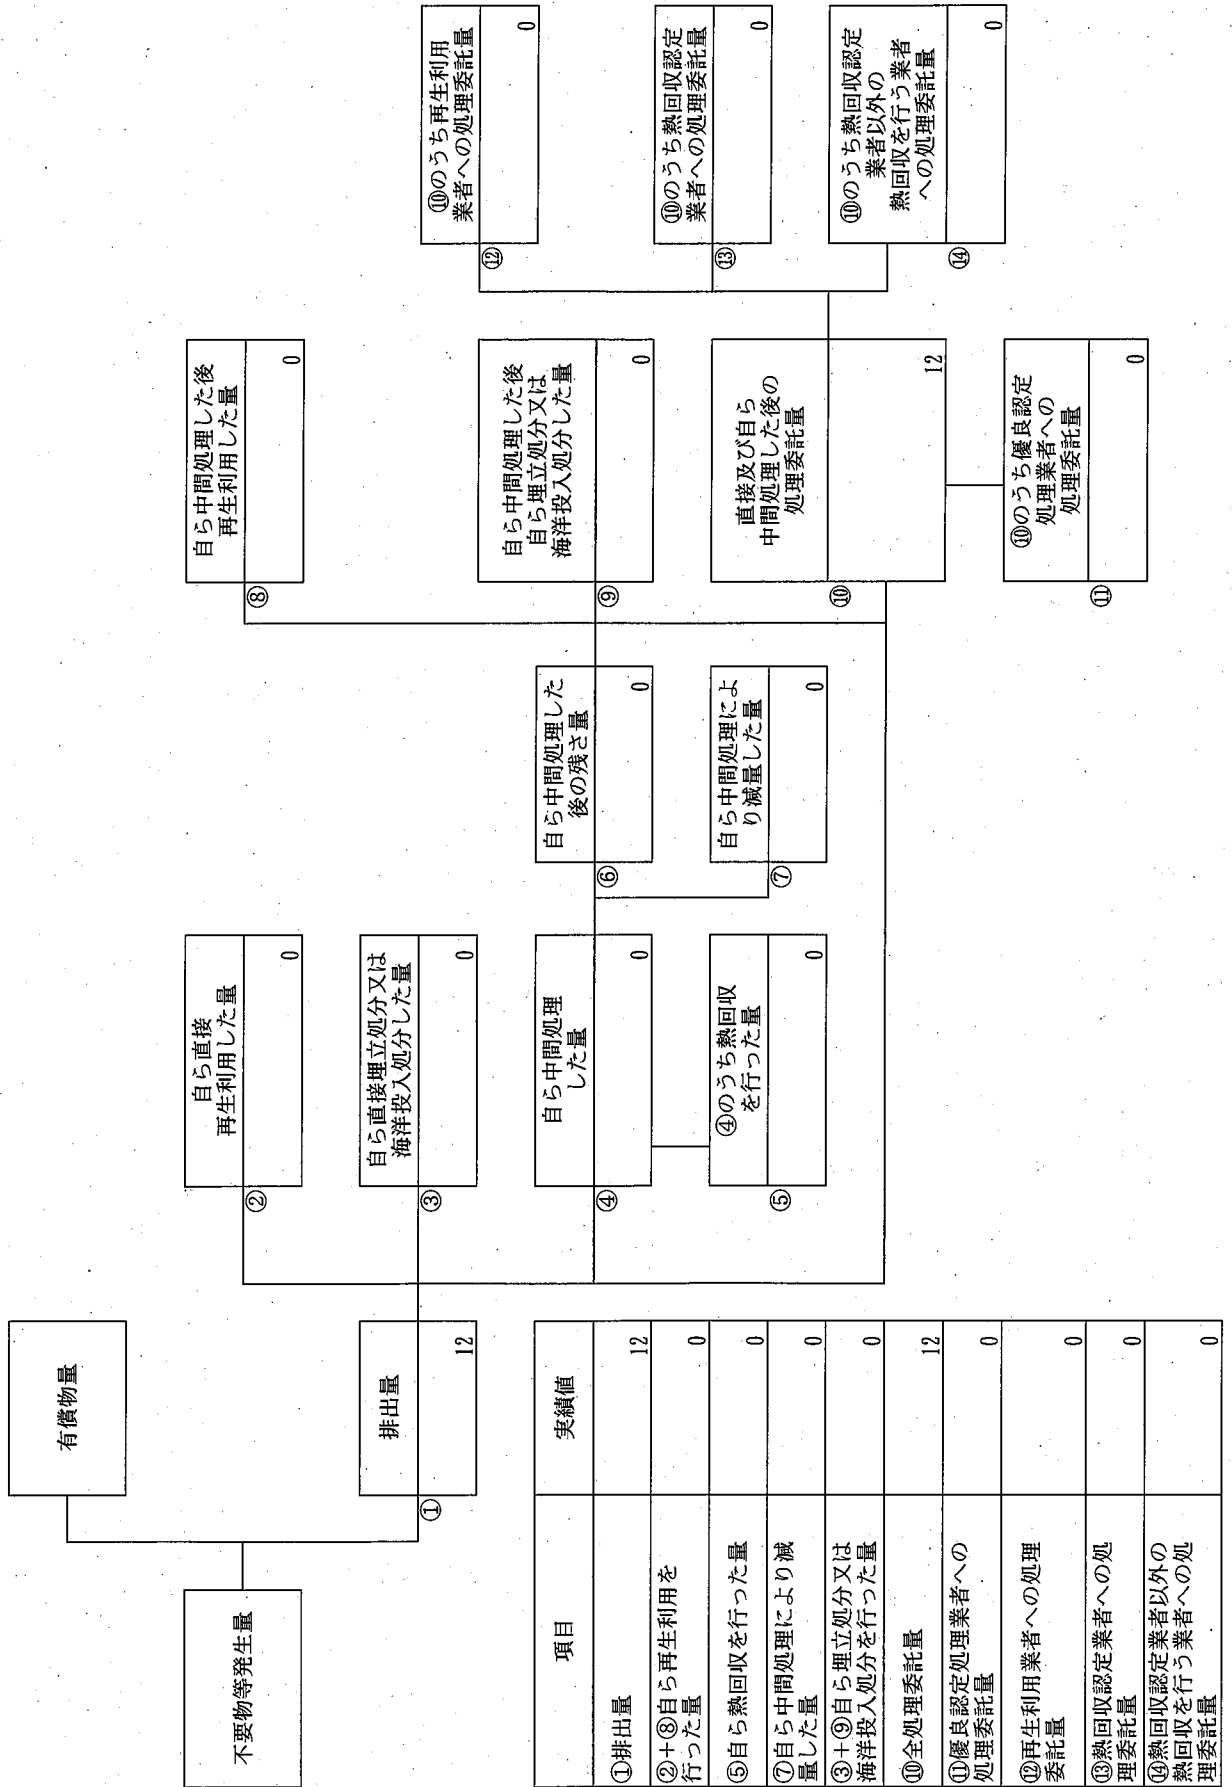 不要物等発生量
有償物量
①
排出量
12
②
自ら直接
再生利用した量
0
③
自ら直接埋立処分又は
海洋投入処分した量
0
④
自ら中間処理
した量
0
⑤
④のうち熱回収
を行った量
0
⑥
自ら中間処理した
後の残さ量
0
⑦
自ら中間処理によ
り減量した量
0
⑧
自ら中間処理した後
再生利用した量
0
⑨
自ら中間処理した後
自ら埋立処分又は
海洋投入処分した量
0
⑩
直接及び自ら
中間処理した後の
処理委託量
12
⑪
⑩のうち優良認定
処理業者への
処理委託量
0
⑫
⑩のうち再生利用
業者への処理委託量
0
⑬
⑩のうち熱回収認定
業者への処理委託量
0
⑭
⑩のうち熱回収認定
業者以外の
熱回収を行う業者
への処理委託量
0
項目 実績値
①排出量 12
②+⑧自ら再生利用を
行った量 0
⑤自ら熱回収を行った量 0
⑦自ら中間処理により減
量した量 0
③+⑨自ら埋立処分又は
海洋投入処分を行った量 0
⑩全処理委託量 12
⑪優良認定処理業者への
処理委託量 0
⑫再生利用業者への処理
委託量 0
⑬熱回収認定業者への処
理委託量 0
⑭熱回収認定業者以外の
熱回収を行う業者への処
理委託量 0